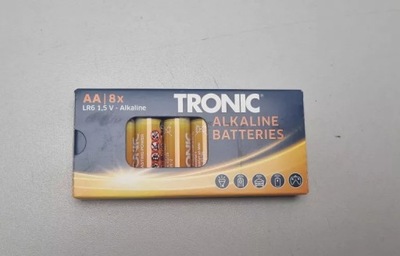 AA | 8x
LR6 1,5 V - Alkaline
TRONIC®
ALKALINE
BATTERIES